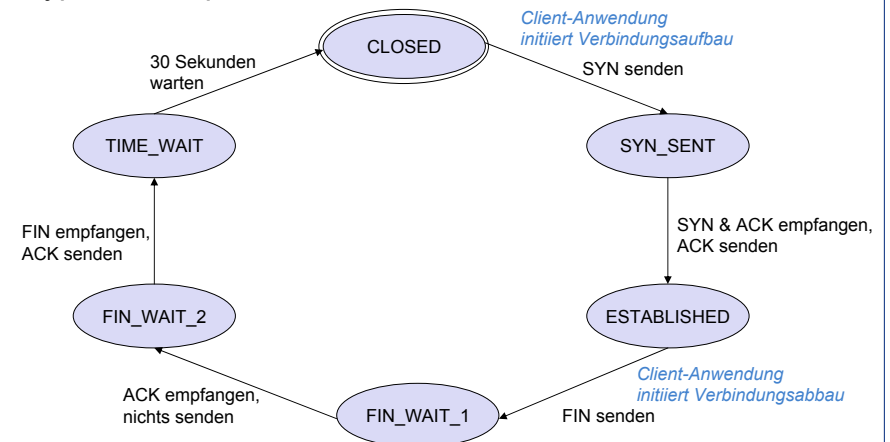 CLOSED
Client-Anwendung
initiiert Verbindungsaufbau
30 Sekunden
warten
SYN senden
TIME_WAIT
SYN_SENT
FIN empfangen,
ACK senden
SYN & ACK empfangen,
ACK senden
FIN_WAIT_2
ESTABLISHED
ACK empfangen,
nichts senden
FIN_WAIT_1
FIN senden
Client-Anwendung
initiiert Verbindungsabbau